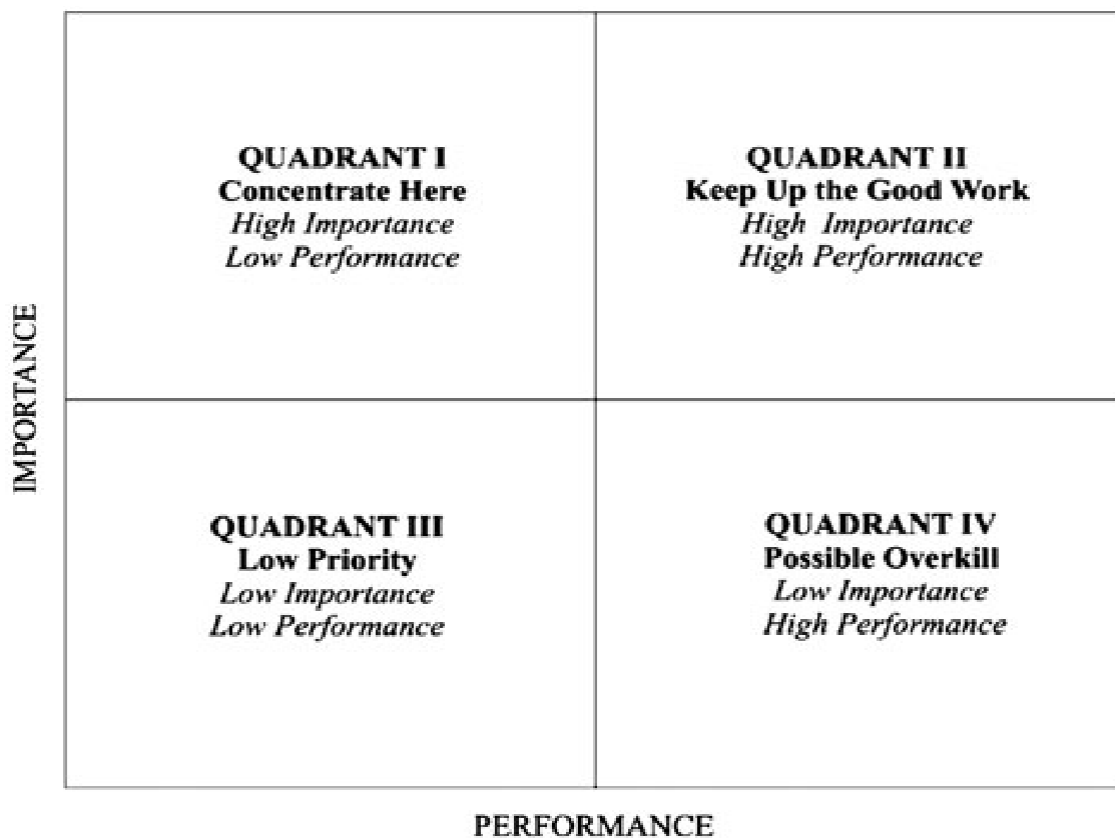 QUADRANT I
Concentrate Here
High Importance
Low Performance
QUADRANT II
Keep Up the Good Work
High Importance
High Performance
IMPORTANCE
QUADRANT III
Low Priority
Low Importance
Low Performance
QUADRANT IV
Possible Overkill
Low Importance
High Performance
PERFORMANCE